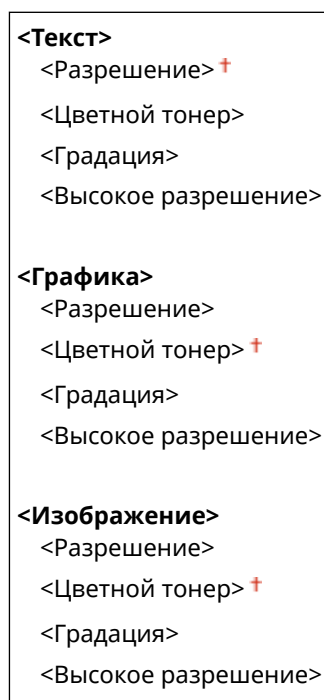 <Текст>
<Разрешение> †
<Цветной тонер>
<Градация>
<Высокое разрешение>
<Графика>
<Разрешение>
<Цветной тонер> †
<Градация>
<Высокое разрешение>
<Изображение>
<Разрешение>
<Цветной тонер> †
<Градация>
<Высокое разрешение>